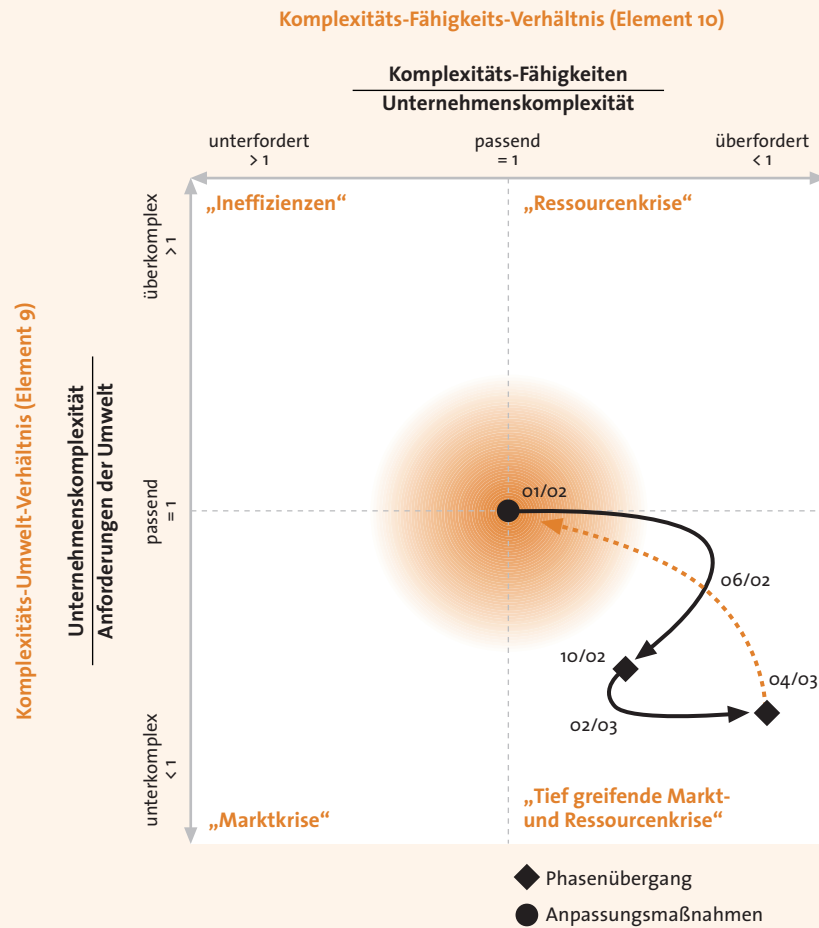 Komplexitäts-Fähigkeits-Verhältnis (Element 10)
Komplexitäts-Fähigkeiten
Unternehmenskomplexität
unterfordert
> 1
passend
= 1
überfordert
< 1
„Ineffizienzen“
„Ressourcenkrise“
Komplexitäts-Umwelt-Verhältnis (Element 9)
Unternehmenskomplexität
Anforderungen der Umwelt
überkomplex
> 1
passend
= 1
unterkomplex
< 1
01/02
06/02
10/02
04/03
02/03
„Marktkrise“
„Tief greifende Markt-
und Ressourcenkrise“
Phasenübergang
Anpassungsmaßnahmen